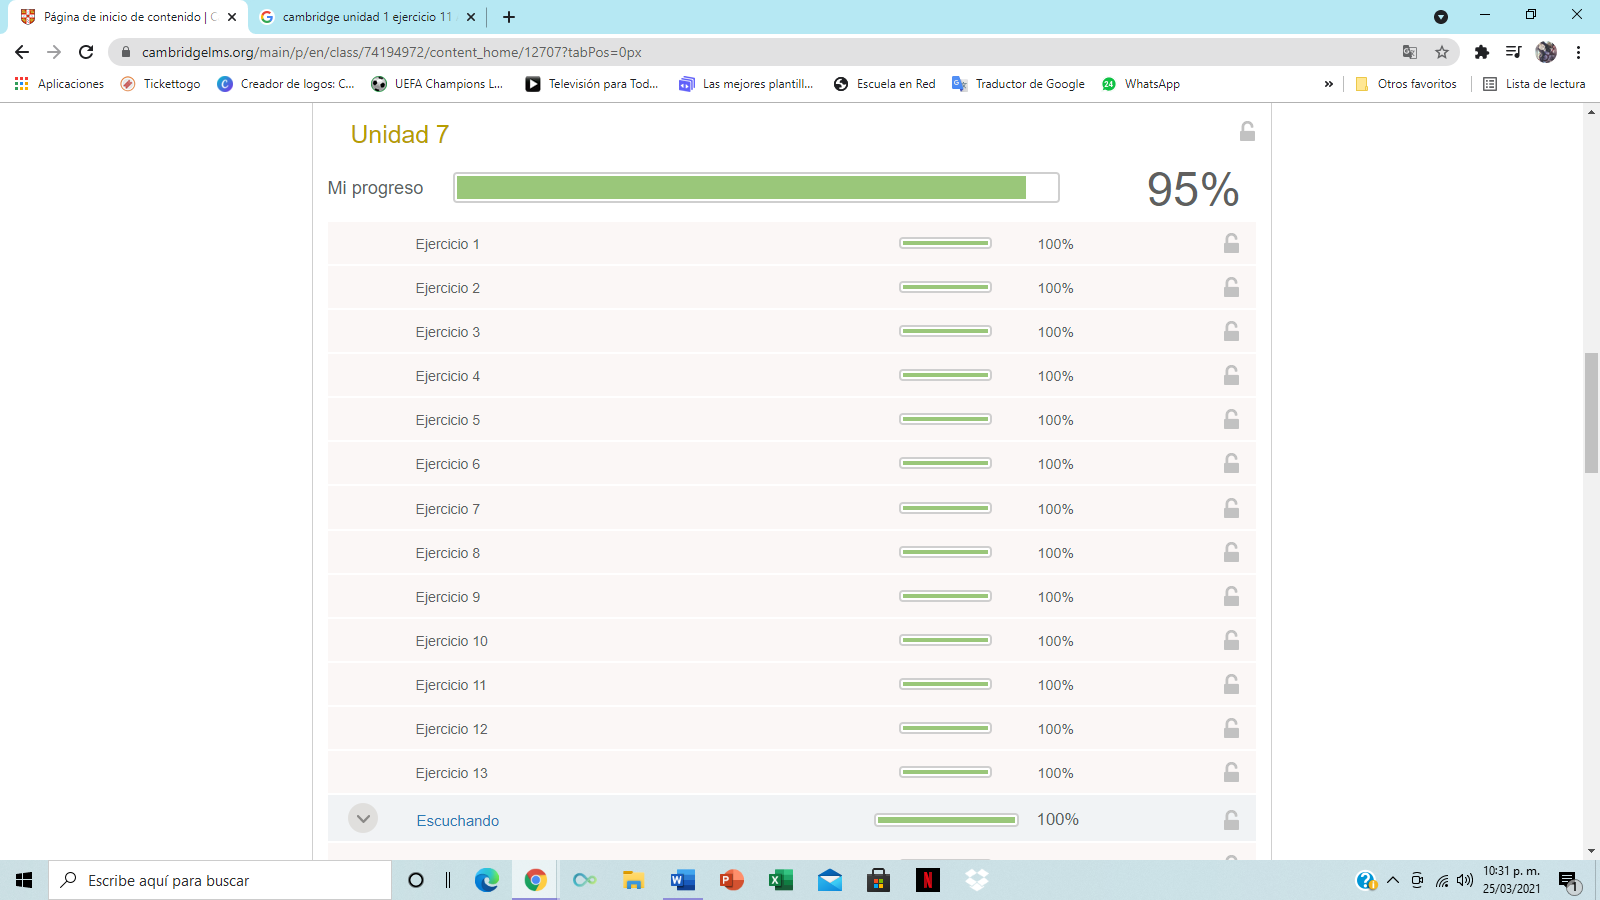 Página de inicio de contenido | C
cambridge unidad 1 ejercicio 11
cambridgelms.org/main/p/en/class/74194972/content_home/12707?tabPos=0px
Aplicaciones
Tickettogo
Creador de logos: C...
UEFA Champions L...
Televisión para Tod...
Las mejores plantill...
Escuela en Red
Traductor de Google
24
WhatsApp
»
Otros favoritos
Lista de lectura
Unidad 7
Mi progreso 95%
Ejercicio 1 100%
Ejercicio 2 100%
Ejercicio 3 100%
Ejercicio 4 100%
Ejercicio 5 100%
Ejercicio 6 100%
Ejercicio 7 100%
Ejercicio 8 100%
Ejercicio 9 100%
Ejercicio 10 100%
Ejercicio 11 100%
Ejercicio 12 100%
Ejercicio 13 100%
Escuchando 100%
Escribe aquí para buscar
10:31 p. m.
25/03/2021
1